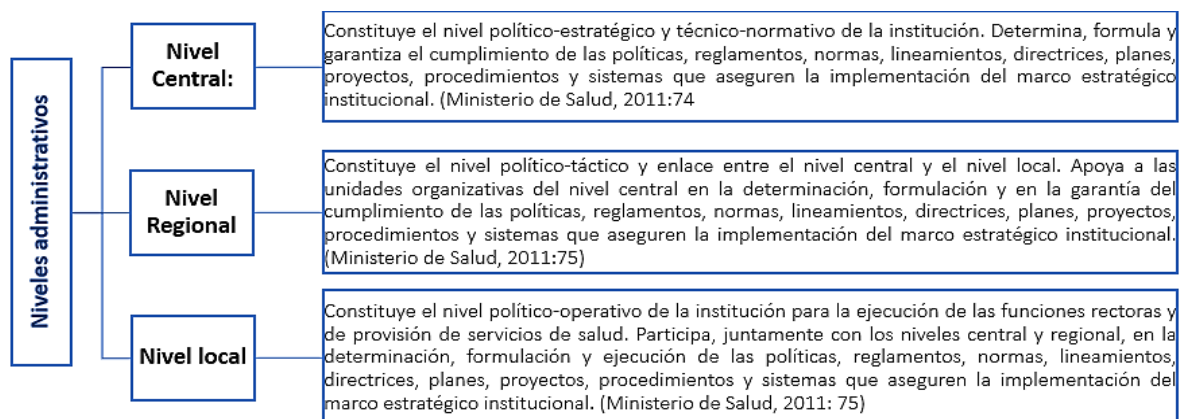 Niveles administrativos
Nivel
Central:
Constituye el nivel político-estratégico y técnico-normativo de la institución. Determina, formula y
garantiza el cumplimiento de las políticas, reglamentos, normas, lineamientos, directrices, planes,
proyectos, procedimientos y sistemas que aseguren la implementación del marco estratégico
institucional. (Ministerio de Salud, 2011:74
Nivel
Regional
Constituye el nivel político-táctico y enlace entre el nivel central y el nivel local. Apoya a las
unidades organizativas del nivel central en la determinación, formulación y en la garantía del
cumplimiento de las políticas, reglamentos, normas, lineamientos, directrices, planes, proyectos,
procedimientos y sistemas que aseguren la implementación del marco estratégico institucional.
(Ministerio de Salud, 2011:75)
Nivel local
Constituye el nivel político-operativo de la institución para la ejecución de las funciones rectoras y
de provisión de servicios de salud. Participa, juntamente con los niveles central y regional, en la
determinación, formulación y ejecución de las políticas, reglamentos, normas, lineamientos,
directrices, planes, proyectos, procedimientos y sistemas que aseguren la implementación del
marco estratégico institucional. (Ministerio de Salud, 2011: 75)